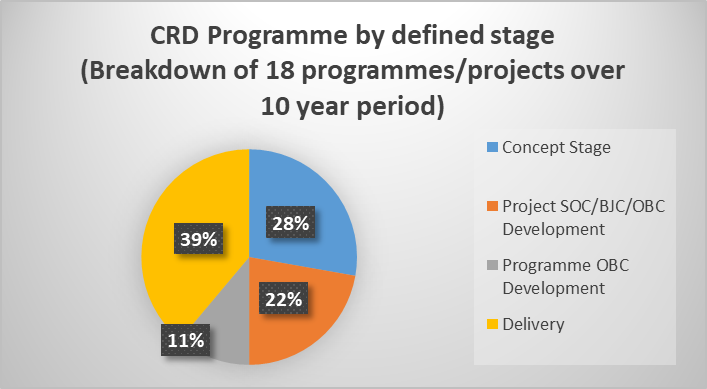 CRD Programme by defined stage
(Breakdown of 18 programmes/projects over
10 year period)
28%
22%
11%
39%
Concept Stage
Project SOC/BJC/OBC
Development
Programme OBC
Development
Delivery